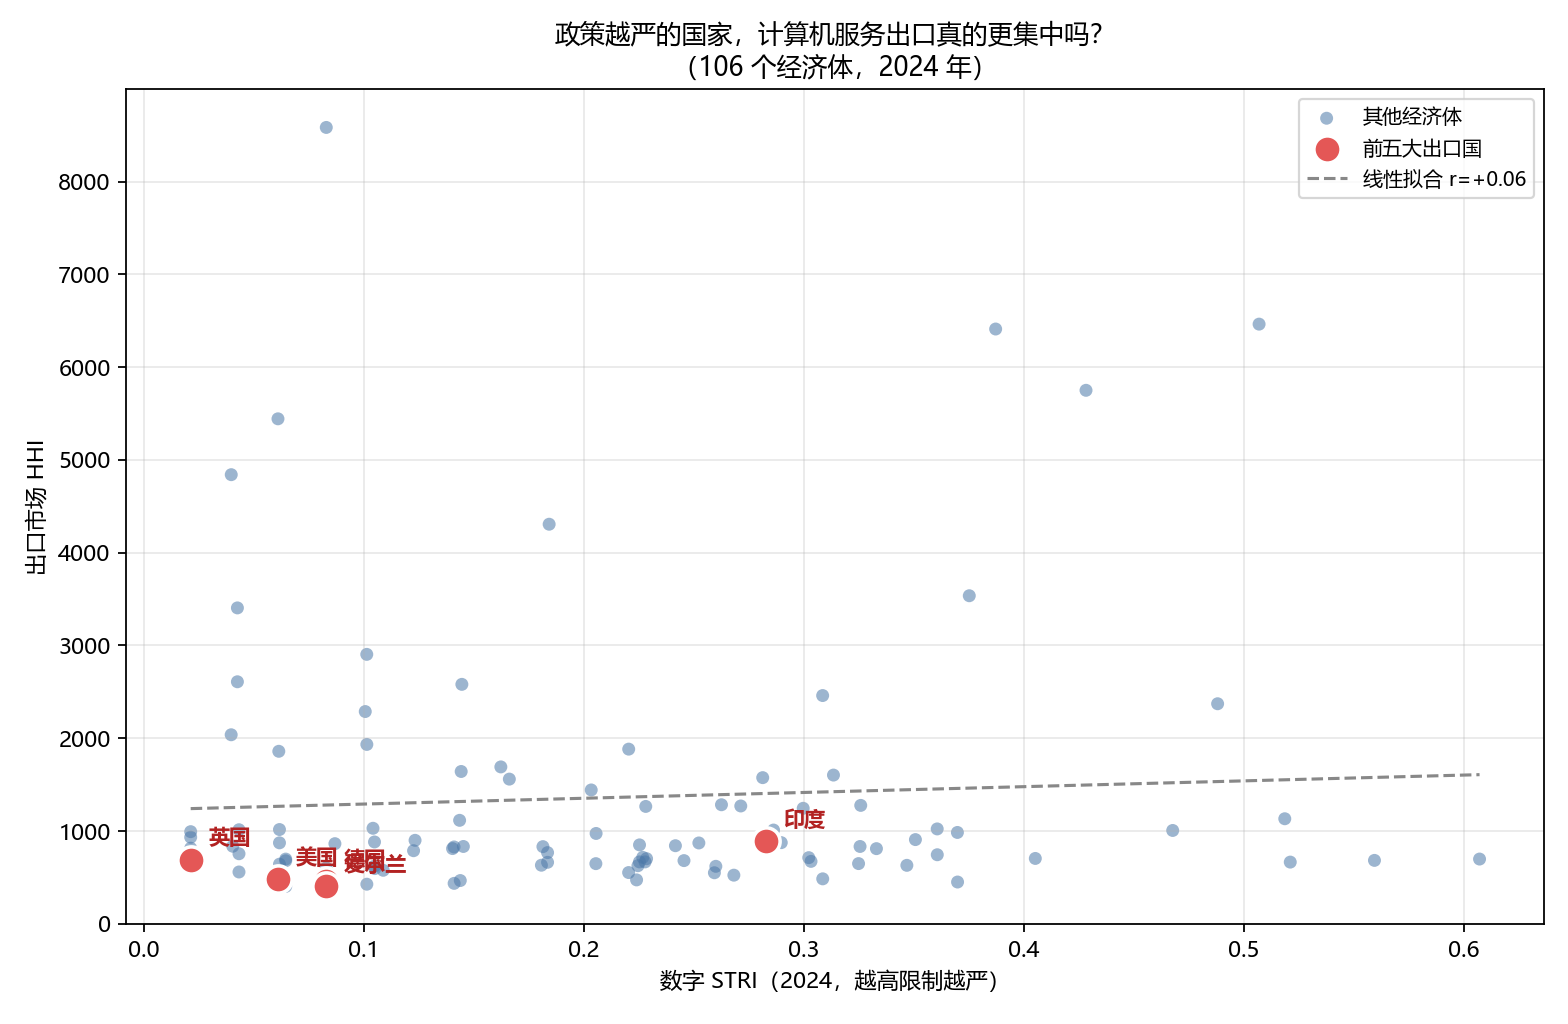 政策越严的国家，计算机服务出口真的更集中吗？
（106 个经济体，2024 年）
其他经济体
前五大出口国
线性拟合 r=+0.06
出口市场 HHI
8000
7000
6000
5000
4000
3000
2000
1000
0
英国
美国
德国
爱尔兰
印度
0.0
0.1
0.2
0.3
0.4
0.5
0.6
数字 STRI（2024，越高限制越严）